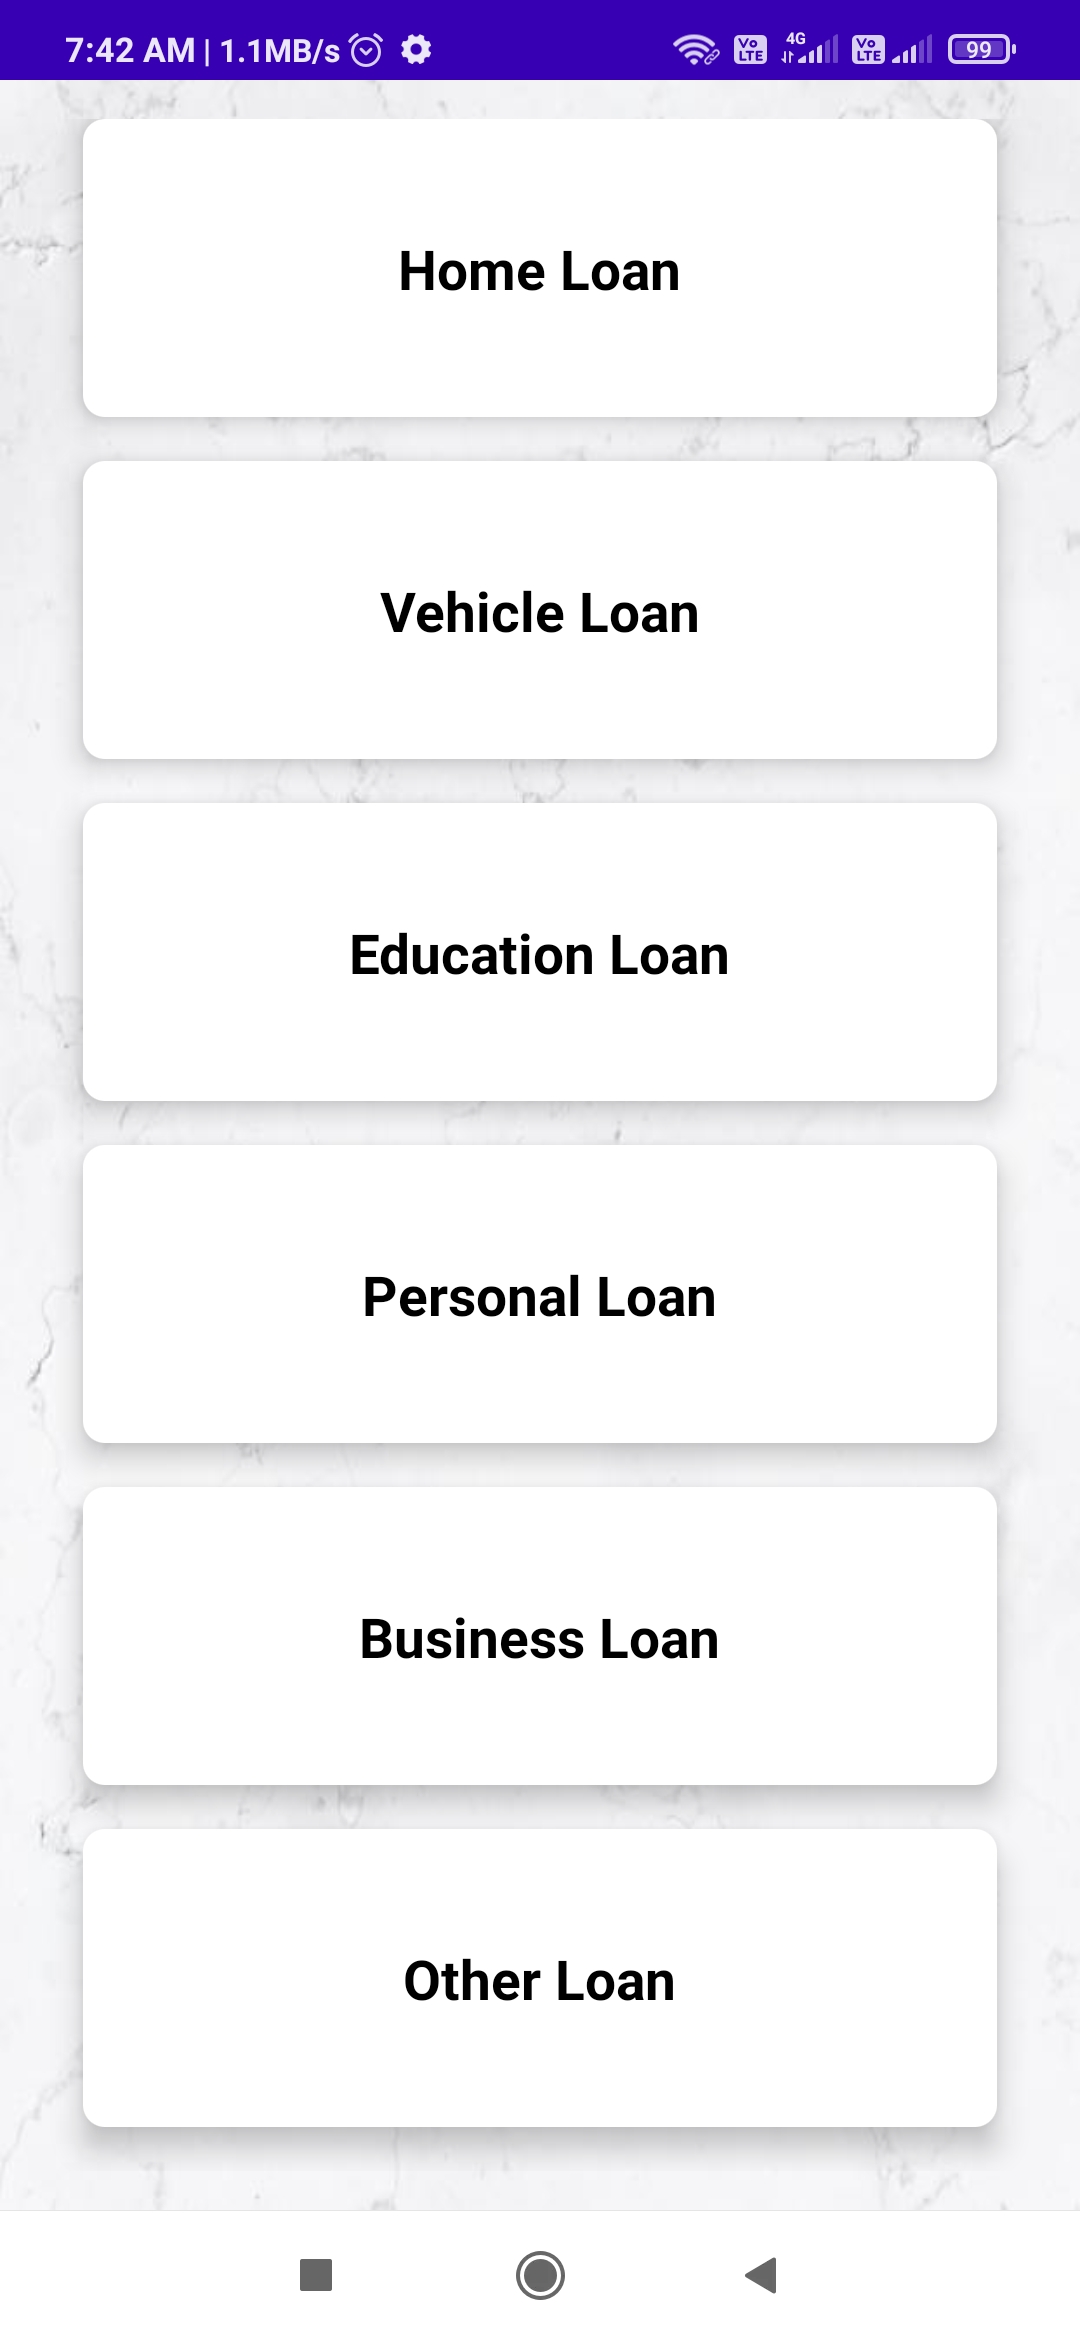 7:42 AM | 1.1MB/s Vo LTE 4G Vo LTE 99
Home Loan
Vehicle Loan
Education Loan
Personal Loan
Business Loan
Other Loan